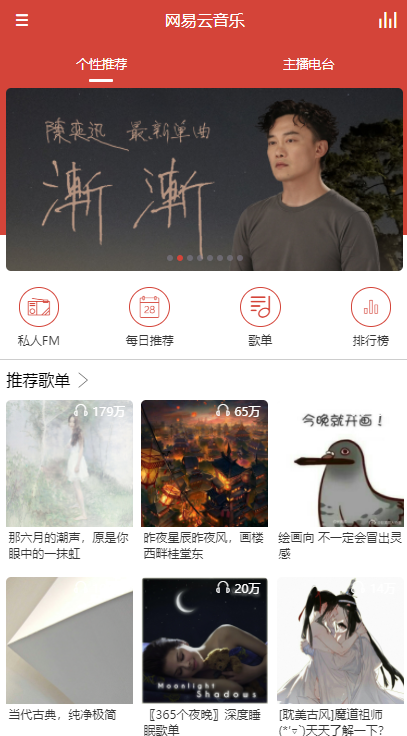 网易云音乐
个性推荐 主播电台
陳奕迅 最新单曲
漸 漸
私人FM 28 每日推荐 歌单 排行榜
推荐歌单
179万 65万
今晚就开画！
那六月的潮声，原是你
眼中的一抹虹
昨夜星辰昨夜风，画楼
西畔桂堂东
绘画向 不一定会冒出灵
感
20万
Moonlight
Shadows
当代古典，纯净极简
〖365个夜晚〗深度睡
眠歌单
[耽美古风]魔道祖师
(*'▿`)天天了解一下?